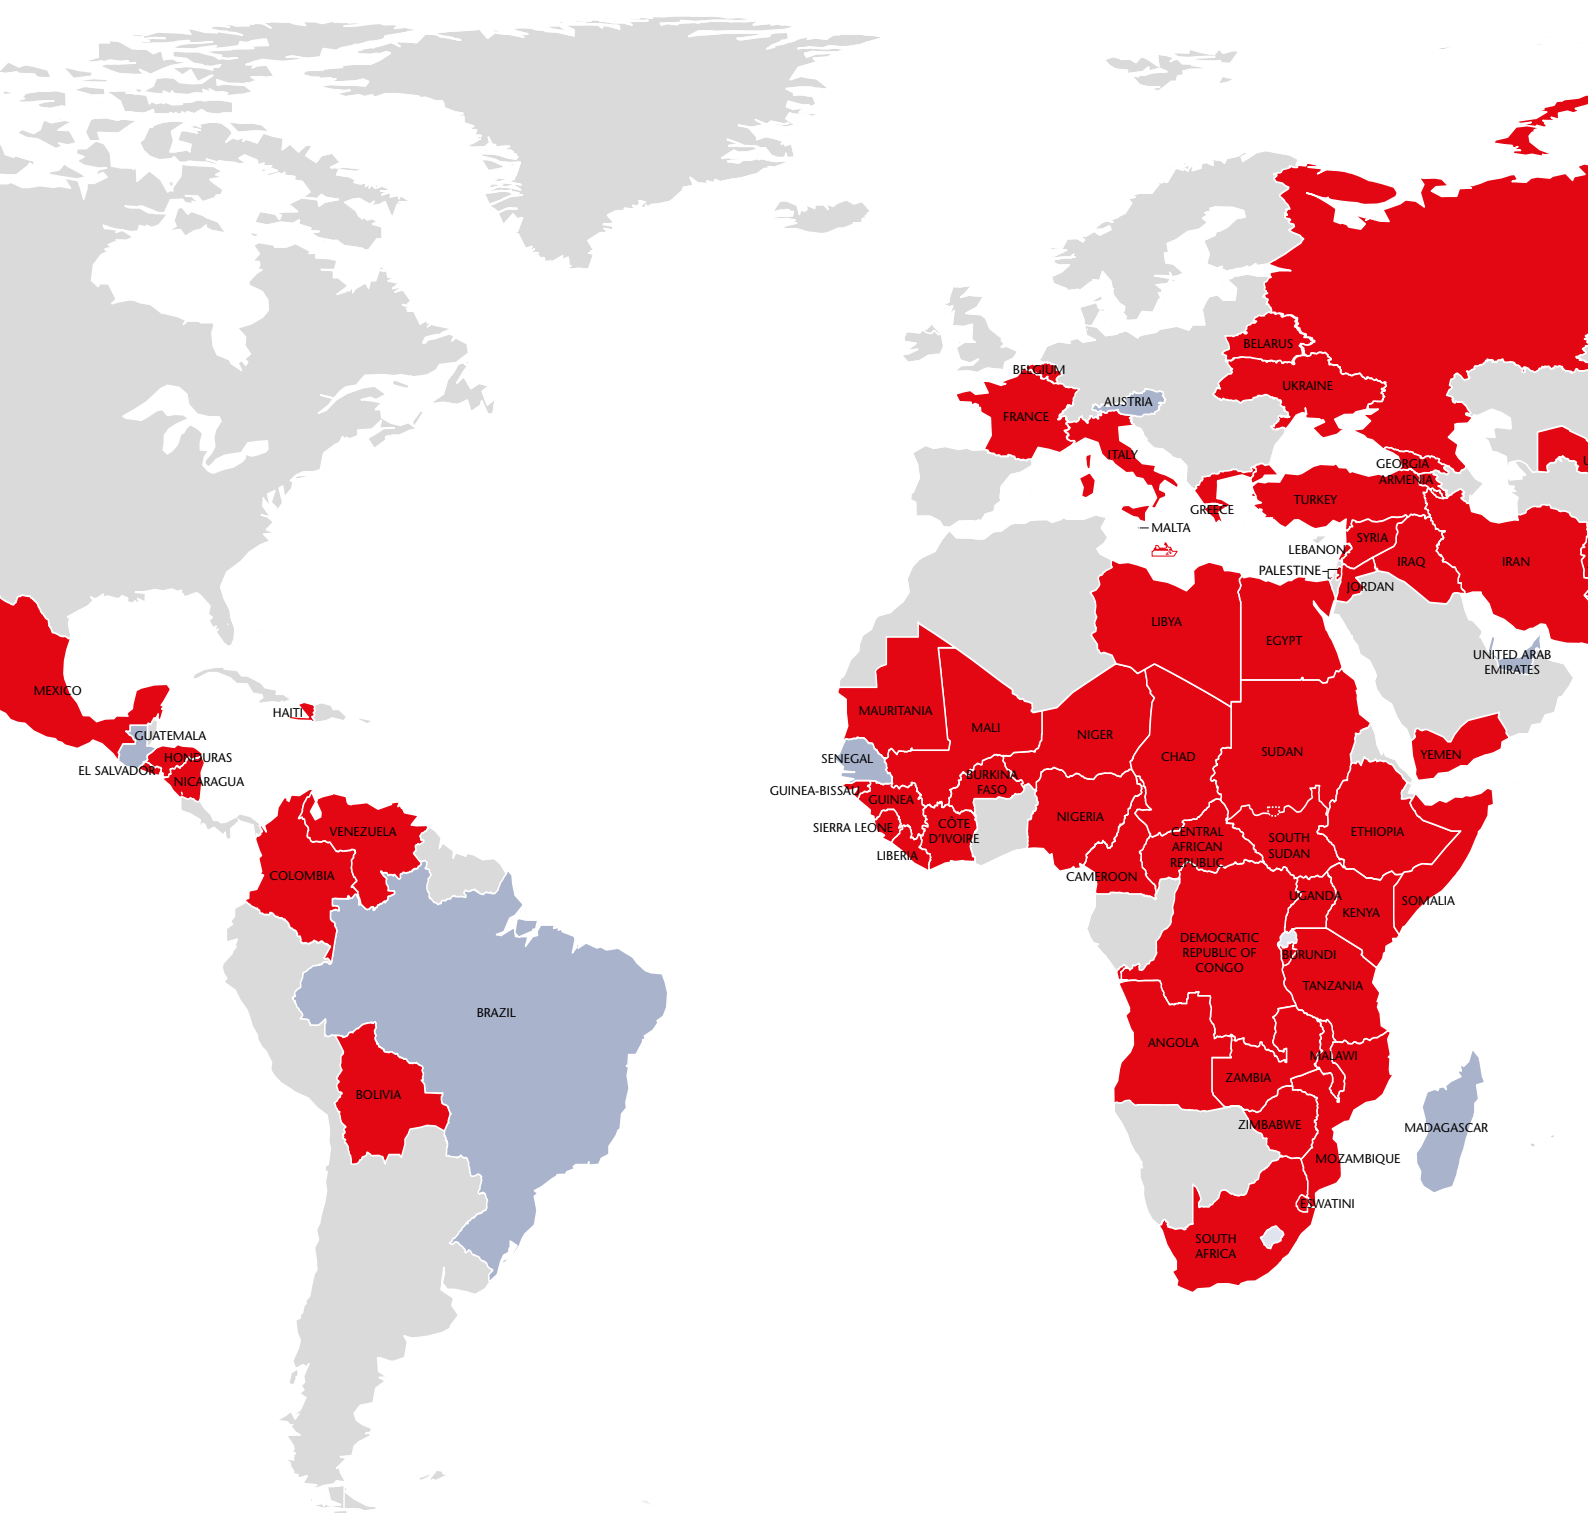 BELARUS
BELGIUM
UKRAINE
AUSTRIA
FRANCE
ITALY
GEORGIA
ARMENIA
TURKEY
GREECE
MALTA
SYRIA
LEBANON
IRAQ
IRAN
PALESTINE
JORDAN
LIBYA
EGYPT
UNITED ARAB
EMIRATES
MEXICO
HAITI
MAURITANIA
MALI
NIGER
GUATEMALA
HONDURAS
EL SALVADOR
NICARAGUA
SENEGAL
CHAD
SUDAN
YEMEN
BURKINA
FASO
GUINEA-BISSAU
GUINEA
SIERRA LEONE
CÔTE
D'IVOIRE
LIBERIA
NIGERIA
CENTRAL
AFRICAN
REPUBLIC
SOUTH
SUDAN
ETHIOPIA
VENEZUELA
COLOMBIA
CAMEROON
UGANDA
KENYA
SOMALIA
DEMOCRATIC
REPUBLIC OF
CONGO
BURUNDI
TANZANIA
BRAZIL
ANGOLA
MALAWI
ZAMBIA
BOLIVIA
ZIMBABWE
MADAGASCAR
MOZAMBIQUE
ESWATINI
SOUTH
AFRICA